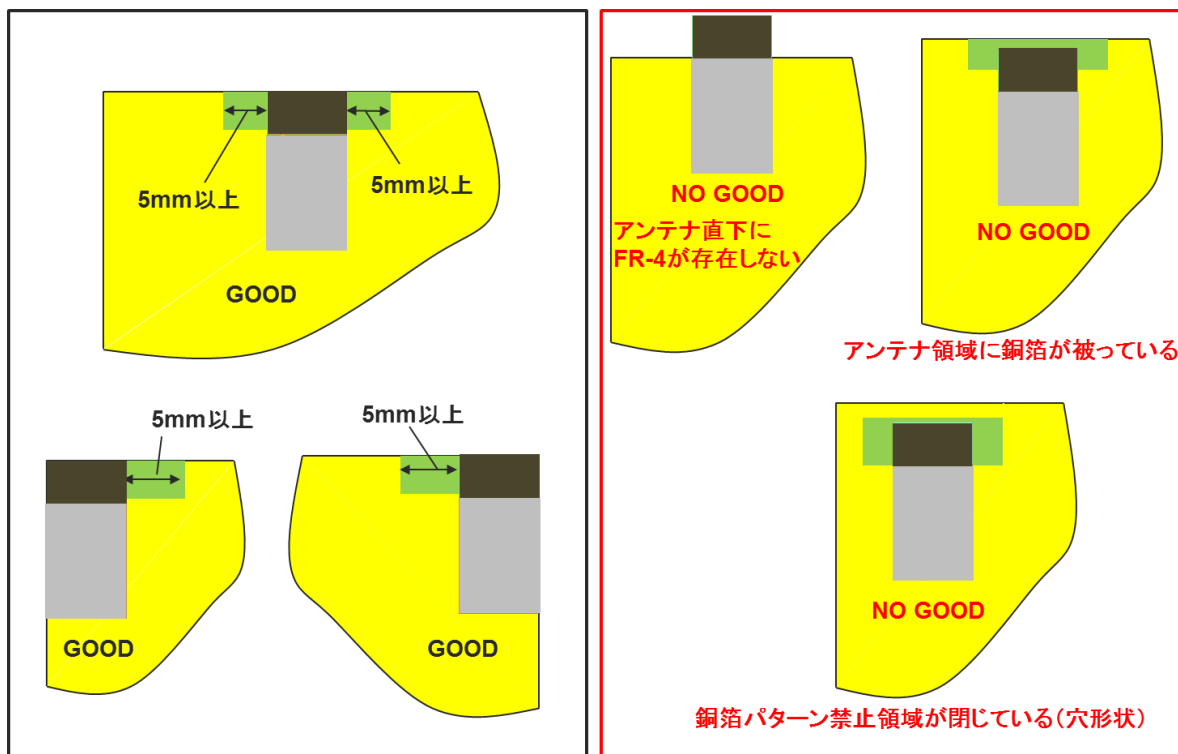 5mm以上
5mm以上
GOOD
5mm以上
GOOD
5mm以上
GOOD
NO GOOD
アンテナ直下に
FR-4が存在しない
NO GOOD
アンテナ領域に銅箔が被っている
NO GOOD
銅箔パターン禁止領域が閉じている(穴形状)